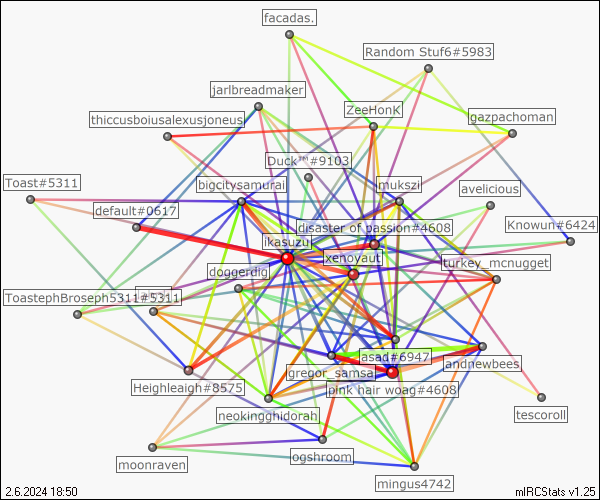 facadas.
Random Stuf6#5983
jarlbreadmaker
ZeeHonK
gazpachoman
thiccusboiusalexusjoneus
Duck™#9103
Toast#5311
bigcitysamurai
imukszi
avelicious
default#0617
disaster of passion#4608
Knowun#6424
ikasuzu
xenoyaut
turkey_mcnugget
doggerdig
ToastephBroseph5311#5311
asad#6947
andnewbees
gregor_samsa
Heighleaigh#8575
pink hair woag#4608
neokingghidorah
tescoroll
ogshroom
moonraven
mingus4742
2.6.2024 18:50
mIRCStats v1.25